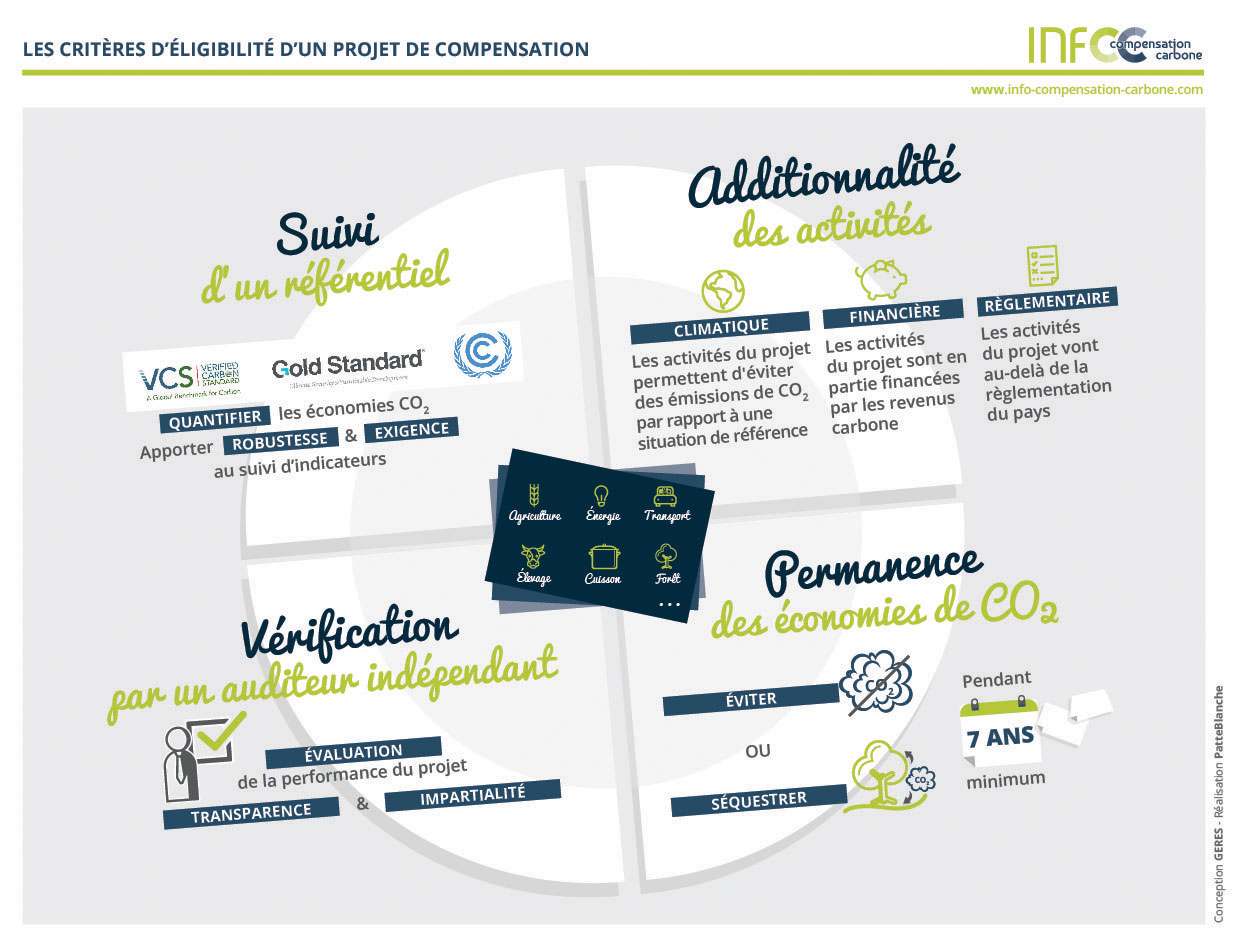 LES CRITÈRES D'ÉLIGIBILITÉ D'UN PROJET DE COMPENSATION
INFCC compensation
carbone
www.info-compensation-carbone.com
Suivi
d'un référentiel
VCS VERIFIED
CARBON
STANDARD
A Global Benchmark for Carbon
Gold Standard®
QUANTIFIER les économies CO2
Apporter ROBUSTESSE & EXIGENCE
au suivi d'indicateurs
Additionnalité
des activités
CLIMATIQUE
Les activités du projet
permettent d'éviter
des émissions de CO2
par rapport à une
situation de référence
FINANCIÈRE
Les activités
du projet sont en
partie financées
par les revenus
carbone
RÈGLEMENTAIRE
Les activités
du projet vont
au-delà de la
règlementation
du pays
Agriculture Énergie Transport
Élevage Cuisson Forêt
...
Vérification
par un auditeur indépendant
ÉVALUATION
de la performance du projet
TRANSPARENCE & IMPARTIALITÉ
Permanence
des économies de CO2
ÉVITER
CO2
OU
SÉQUESTRER
CO2
Pendant
7 ANS
minimum
Conception GERES - Réalisation PatteBlanche